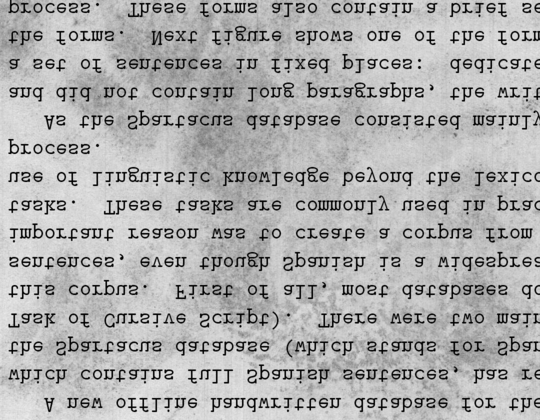 A new offline handwritten database for the
which contains full Spanish sentences, has re
the Spartacus database (which stands for Spar
Task of Cursive Script). There were two main
this corpus. First of all, most databases do
sentences, even though Spanish is a widesprea
important reason was to create a corpus from
tasks. These tasks are commonly used in prac
use of linguistic knowledge beyond the lexico
process.
As the Spartacus database consisted mainly
and did not contain long paragraphs, the writ
a set of sentences in fixed places: dedicate
the forms. Next figure shows one of the form
process. These forms also contain a brief se